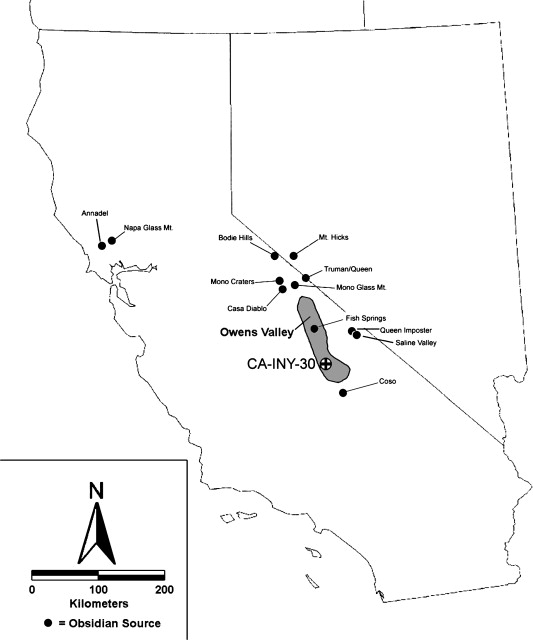 Annadel
Napa Glass Mt.
Bodie Hills
Mt. Hicks
Truman/Queen
Mono Craters
Mono Glass Mt.
Casa Diablo
Fish Springs
Owens Valley
Queen Imposter
Saline Valley
CA-INY-30
Coso
N
0 100 200
Kilometers
= Obsidian Source